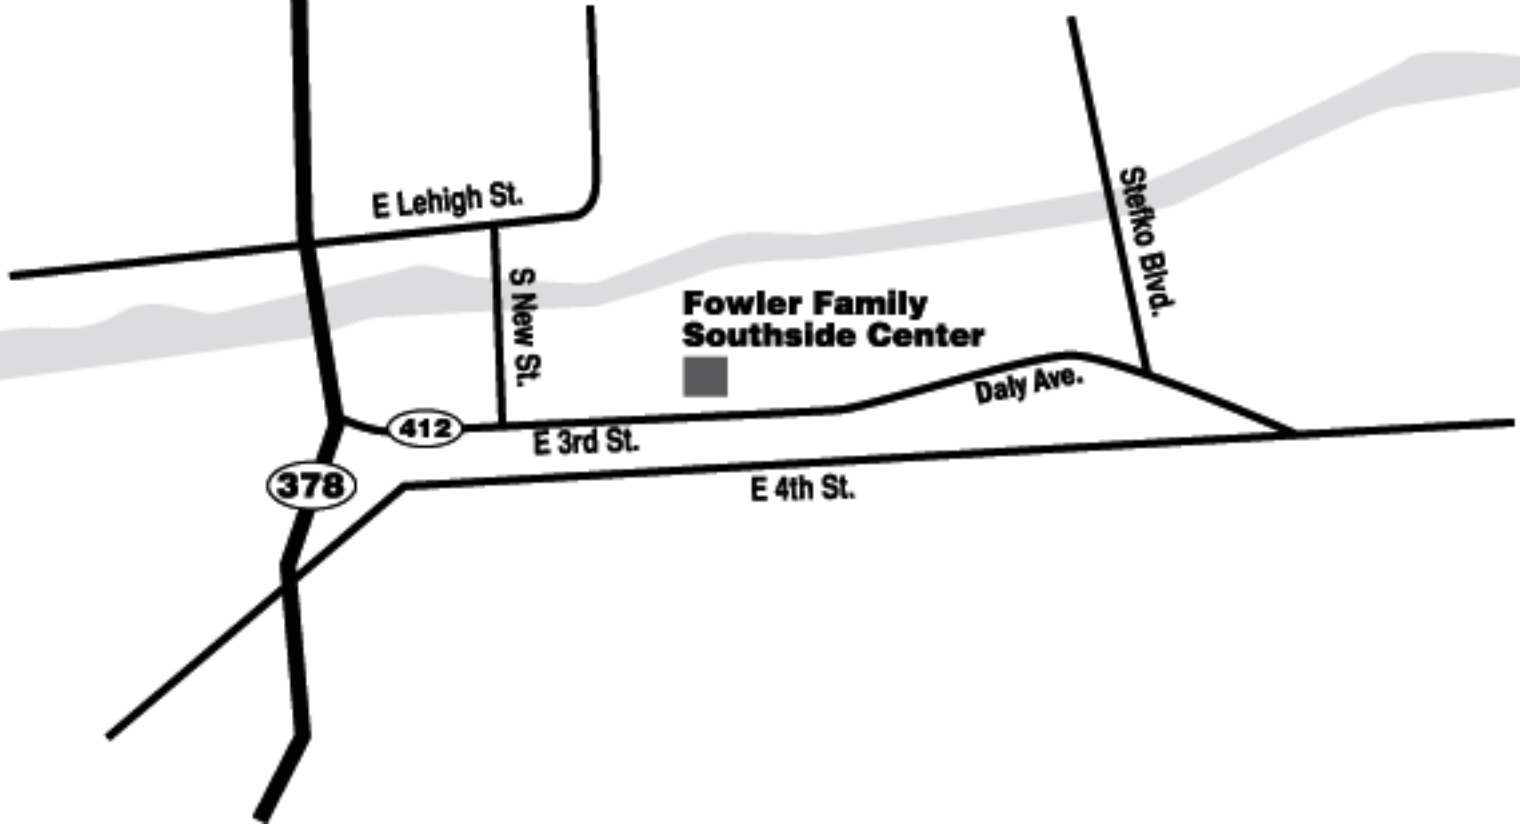 E Lehigh St.
Stefko Blvd.
S New St.
Fowler Family
Southside Center
Daly Ave.
412
E 3rd St.
378
E 4th St.